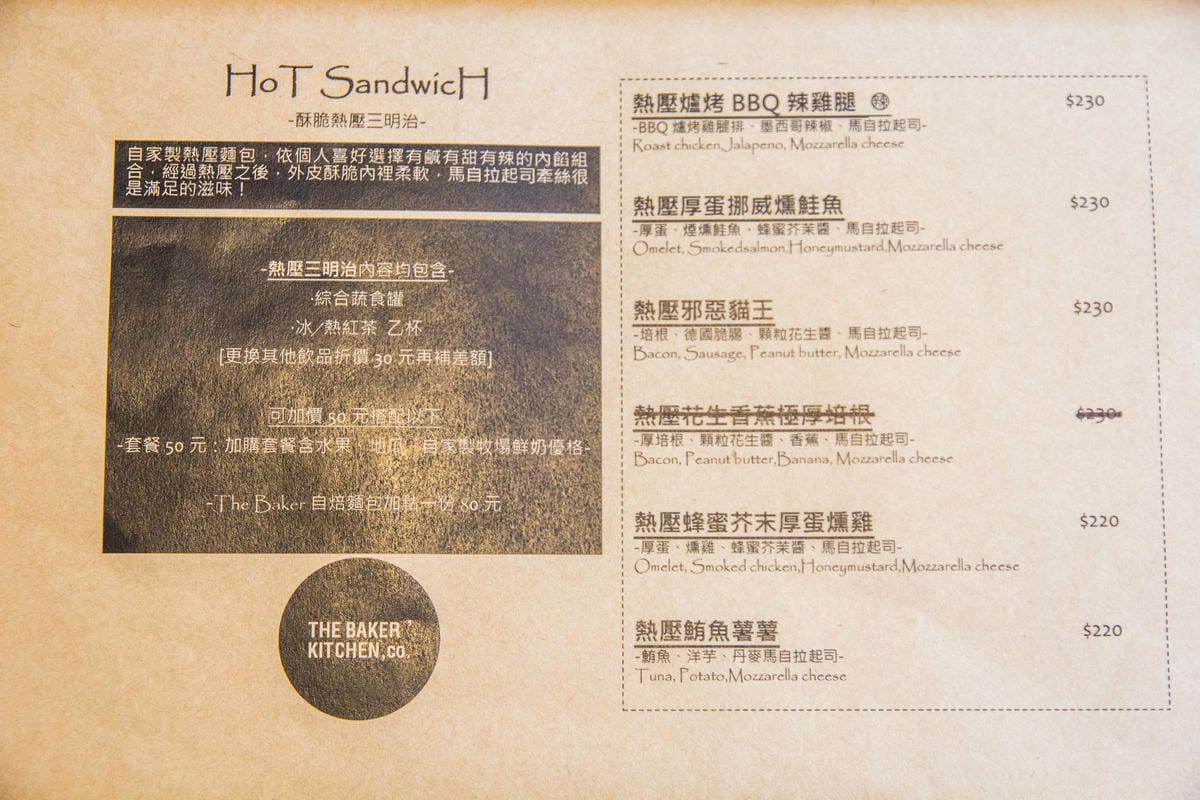 HoT SandwicH
-酥脆熱壓三明治-
自家製熱壓麵包，依個人喜好選擇有鹹有甜有辣的內餡組
合，經過熱壓之後，外皮酥脆內裡柔軟，馬自拉起司牽絲很
是滿足的滋味！
-熱壓三明治內容均包含-
·綜合蔬食罐
·冰/熱紅茶 乙杯
[更換其他飲品折價 30 元再補差額]
可加價 50 元搭配以下
-套餐 50 元：加購套餐含水果、地瓜、自家製牧場鮮奶優格-
-The Baker 自焙麵包加點一份 80 元
THE BAKER
KITCHEN,co.
熱壓爐烤 BBQ 辣雞腿 辣 $230
-BBQ 爐烤雞腿排、墨西哥辣椒、馬自拉起司-
Roast chicken,Jalapeno, Mozzarella cheese
熱壓厚蛋挪威燻鮭魚 $230
-厚蛋、煙燻鮭魚、蜂蜜芥茉醬、馬自拉起司-
Omelet, Smokedsalmon,Honeymustard,Mozzarella cheese
熱壓邪惡貓王 $230
-培根、德國脆腸、顆粒花生醬、馬自拉起司-
Bacon, Sausage, Peanut butter, Mozzarella cheese
熱壓花生香蕉極厚培根 $230
-厚培根、顆粒花生醬、香蕉、馬自拉起司-
Bacon, Peanut butter,Banana, Mozzarella cheese
熱壓蜂蜜芥末厚蛋燻雞 $220
-厚蛋、燻雞、蜂蜜芥茉醬、馬自拉起司-
Omelet, Smoked chicken,Honeymustard,Mozzarella cheese
熱壓鮪魚薯薯 $220
-鮪魚、洋芋、丹麥馬自拉起司-
Tuna, Potato,Mozzarella cheese